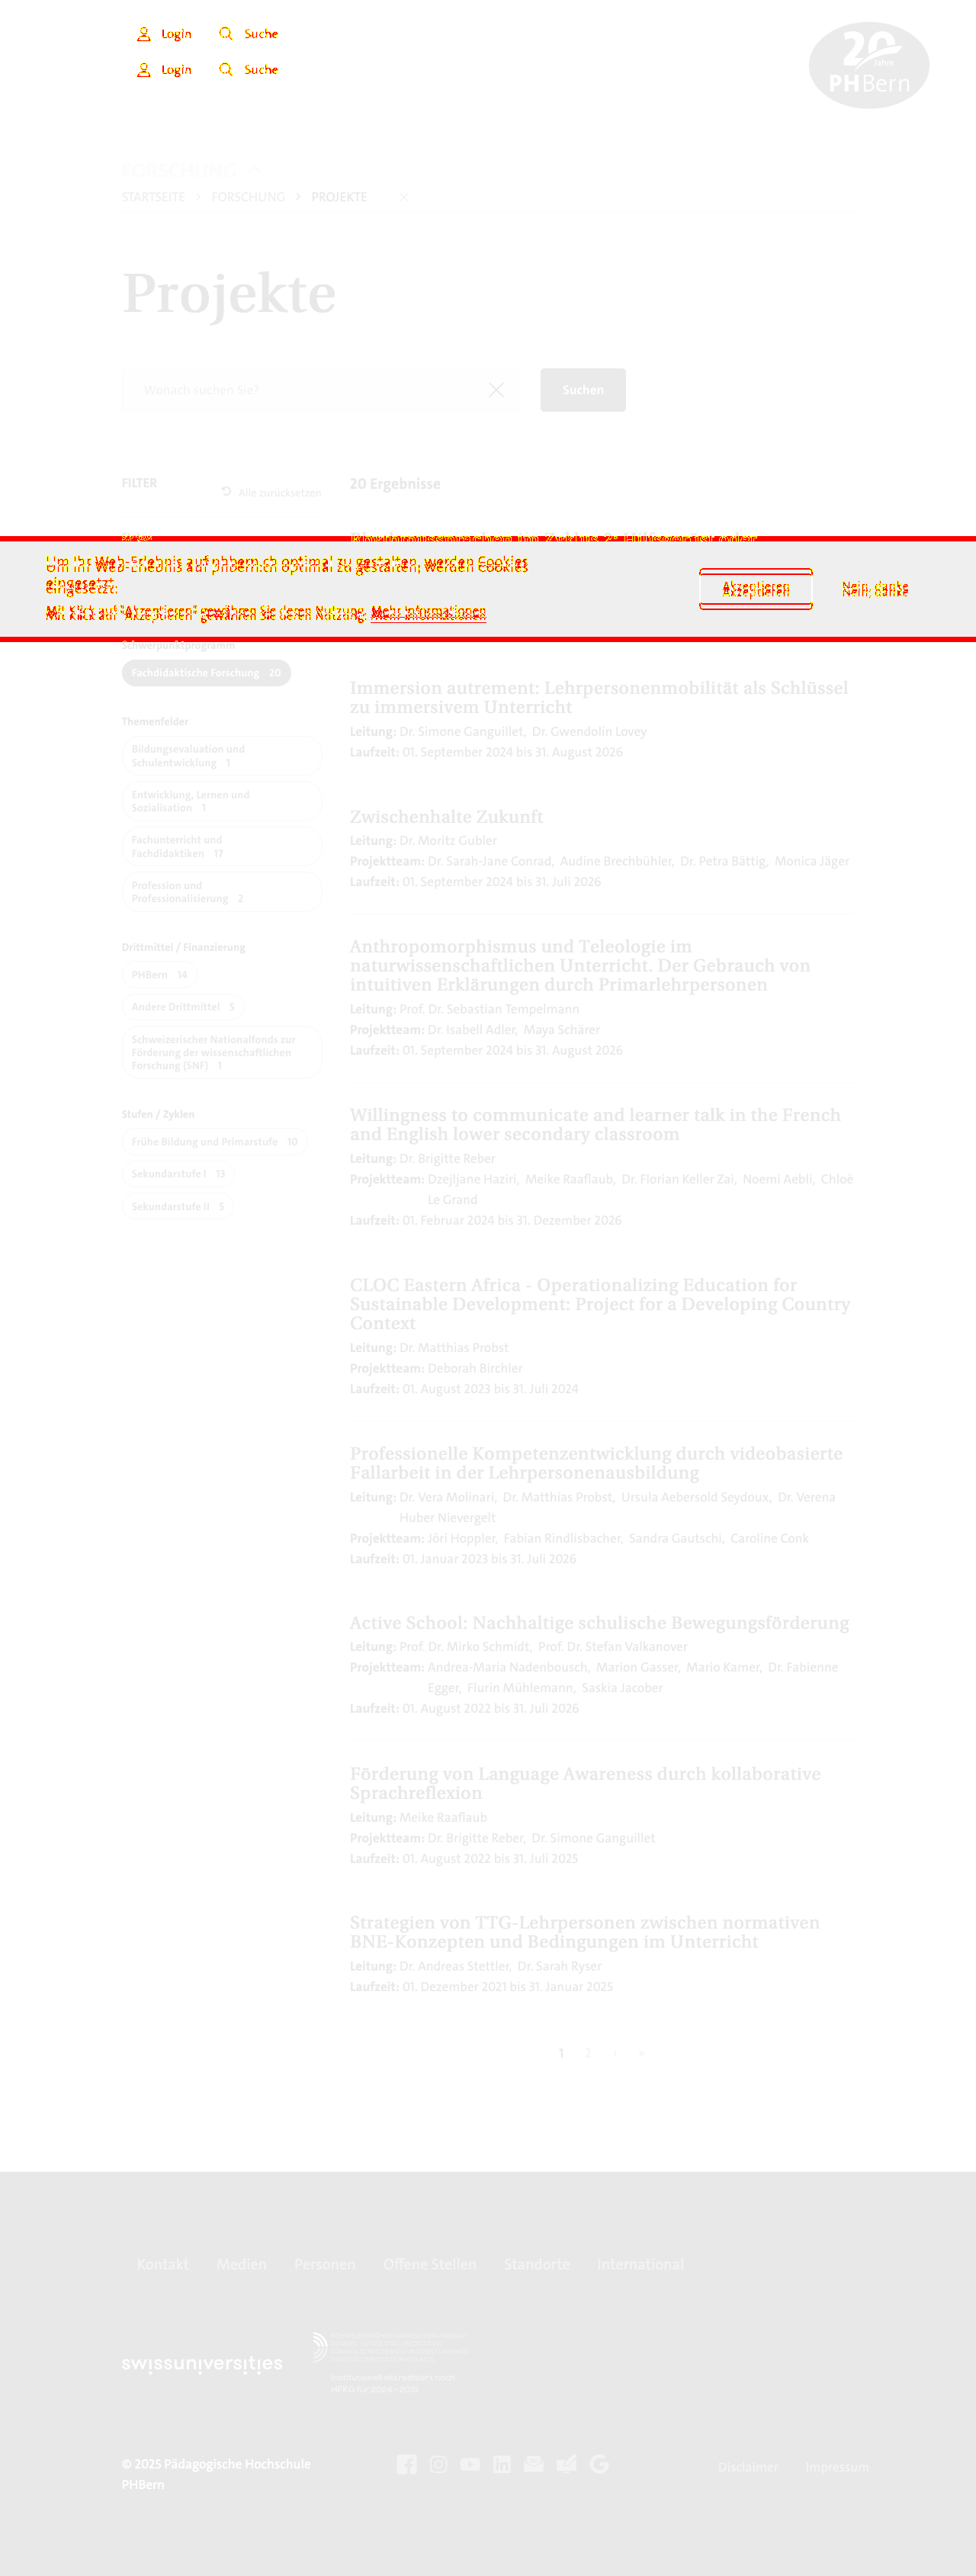 Login Suche
Login Suche
20 Jahre
PHBern
FORSCHUNG
STARTSEITE FORSCHUNG PROJEKTE
Projekte
Wonach suchen Sie?
Suchen
FILTER
Alle zurücksetzen
20 Ergebnisse
Um Ihr Web-Erlebnis auf phbern.ch optimal zu gestalten, werden Cookies
eingesetzt.
Mit Klick auf "Akzeptieren" gewähren Sie deren Nutzung. Mehr Informationen
Akzeptieren
Nein, danke
Schwerpunktprogramm
Fachdidaktische Forschung 20
Themenfelder
Bildungsevaluation und
Schulentwicklung 1
Entwicklung, Lernen und
Sozialisation 1
Fachunterricht und
Fachdidaktiken 17
Profession und
Professionalisierung 2
Drittmittel / Finanzierung
PHBern 14
Andere Drittmittel 5
Schweizerischer Nationalfonds zur
Förderung der wissenschaftlichen
Forschung (SNF) 1
Stufen / Zyklen
Frühe Bildung und Primarstufe 10
Sekundarstufe I 13
Sekundarstufe II 5
Immersion autrement: Lehrpersonenmobilität als Schlüssel
zu immersivem Unterricht
Leitung: Dr. Simone Ganguillet, Dr. Gwendolin Lovey
Laufzeit: 01. September 2024 bis 31. August 2026
Zwischenhalte Zukunft
Leitung: Dr. Moritz Gubler
Projektteam: Dr. Sarah-Jane Conrad, Audine Brechbühler, Dr. Petra Bättig, Monica Jäger
Laufzeit: 01. September 2024 bis 31. Juli 2026
Anthropomorphismus und Teleologie im
naturwissenschaftlichen Unterricht. Der Gebrauch von
intuitiven Erklärungen durch Primarlehrpersonen
Leitung: Prof. Dr. Sebastian Tempelmann
Projektteam: Dr. Isabell Adler, Maya Schärer
Laufzeit: 01. September 2024 bis 31. August 2026
Willingness to communicate and learner talk in the French
and English lower secondary classroom
Leitung: Dr. Brigitte Reber
Projektteam: Dzejljane Haziri, Meike Raaflaub, Dr. Florian Keller Zai, Noemi Aebli, Chloë
Le Grand
Laufzeit: 01. Februar 2024 bis 31. Dezember 2026
CLOC Eastern Africa - Operationalizing Education for
Sustainable Development: Project for a Developing Country
Context
Leitung: Dr. Matthias Probst
Projektteam: Deborah Birchler
Laufzeit: 01. August 2023 bis 31. Juli 2024
Professionelle Kompetenzentwicklung durch videobasierte
Fallarbeit in der Lehrpersonenausbildung
Leitung: Dr. Vera Molinari, Dr. Matthias Probst, Ursula Aebersold Seydoux, Dr. Verena
Huber Nievergelt
Projektteam: Jöri Hoppler, Fabian Rindlisbacher, Sandra Gautschi, Caroline Conk
Laufzeit: 01. Januar 2023 bis 31. Juli 2026
Active School: Nachhaltige schulische Bewegungsförderung
Leitung: Prof. Dr. Mirko Schmidt, Prof. Dr. Stefan Valkanover
Projektteam: Andrea-Maria Nadenbousch, Marion Gasser, Mario Kamer, Dr. Fabienne
Egger, Flurin Mühlemann, Saskia Jacober
Laufzeit: 01. August 2022 bis 31. Juli 2026
Förderung von Language Awareness durch kollaborative
Sprachreflexion
Leitung: Meike Raaflaub
Projektteam: Dr. Brigitte Reber, Dr. Simone Ganguillet
Laufzeit: 01. August 2022 bis 31. Juli 2025
Strategien von TTG-Lehrpersonen zwischen normativen
BNE-Konzepten und Bedingungen im Unterricht
Leitung: Dr. Andreas Stettler, Dr. Sarah Ryser
Laufzeit: 01. Dezember 2021 bis 31. Januar 2025
1 2 › »
Kontakt Medien Personen Offene Stellen Standorte International
swissuniversities
© 2025 Pädagogische Hochschule
PHBern
Disclaimer Impressum